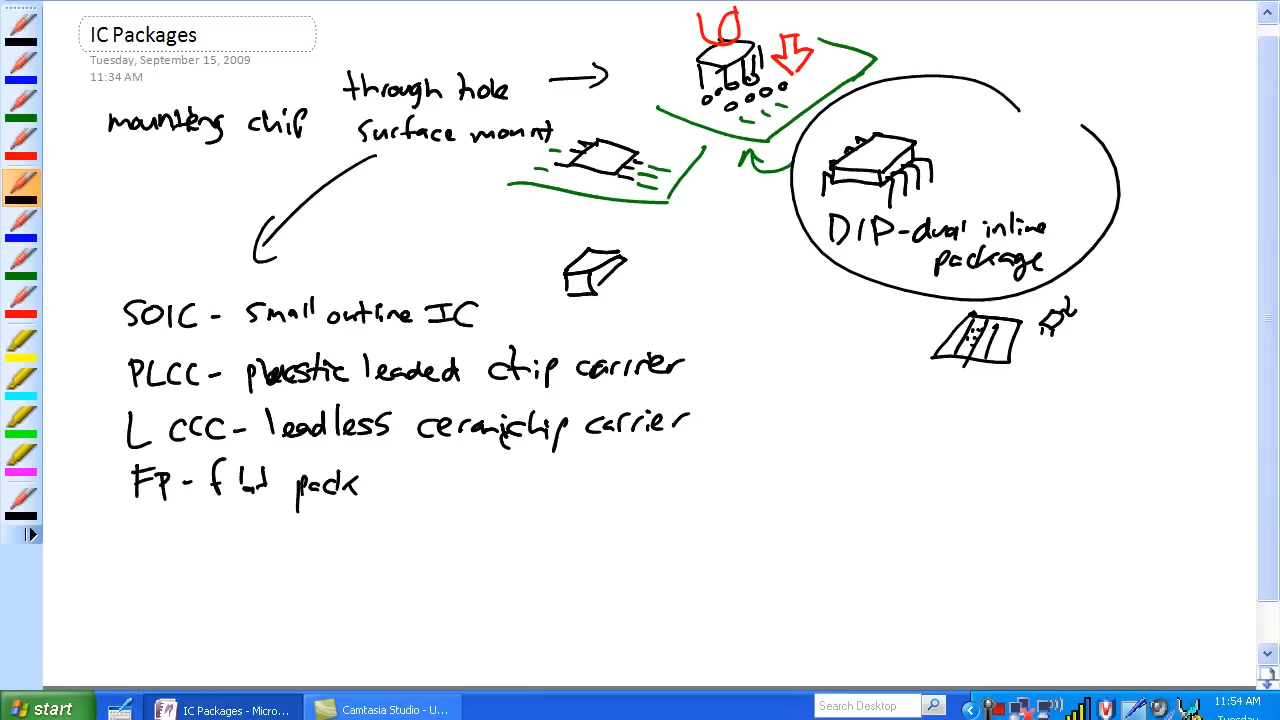 IC Packages
Tuesday, September 15, 2009
11:34 AM
mounting chip
through hole
surface mount
DIP - dual inline
package
SOIC - small outline IC
PLCC - plastic leaded chip carrier
LCCC - leadless ceramic chip carrier
FP - flat pack
start
IC Packages - Micro...
Camtasia Studio - U...
Search Desktop
11:54 AM
Tuesday